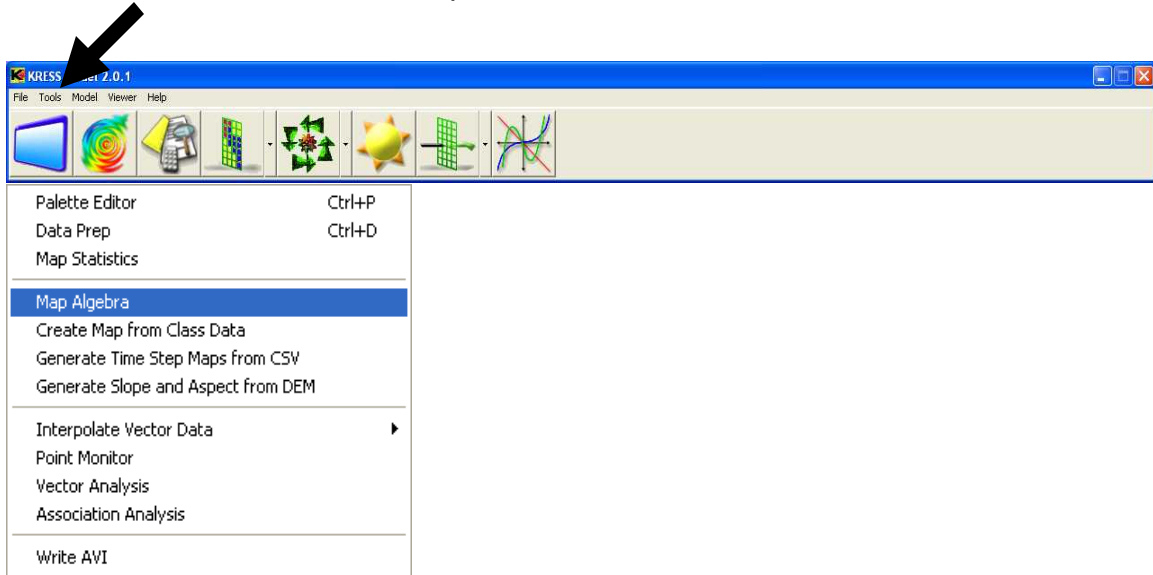 KRESS 2.0.1
File Tools Model Viewer Help
Palette Editor Ctrl+P
Data Prep Ctrl+D
Map Statistics
Map Algebra
Create Map from Class Data
Generate Time Step Maps from CSV
Generate Slope and Aspect from DEM
Interpolate Vector Data
Point Monitor
Vector Analysis
Association Analysis
Write AVI